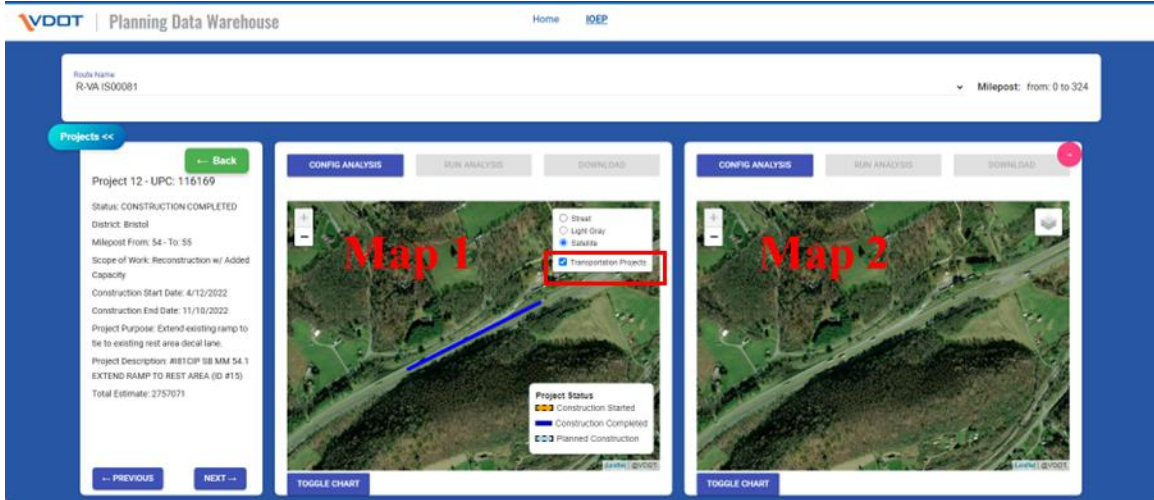 VDOT | Planning Data Warehouse
Home IOEP
Route Name
R-VA IS00081
Milepost: from: 0 to 324
Projects <<
← Back
Project 12 - UPC: 116169
Status: CONSTRUCTION COMPLETED
District: Bristol
Milepost From: 54 - To: 55
Scope of Work: Reconstruction w/ Added
Capacity
Construction Start Date: 4/12/2022
Construction End Date: 11/10/2022
Project Purpose: Extend existing ramp to
tie to existing rest area decal lane.
Project Description: #I81CIP SB MM 54.1
EXTEND RAMP TO REST AREA (ID #15)
Total Estimate: 2757071
← PREVIOUS NEXT →
CONFIG ANALYSIS RUN ANALYSIS DOWNLOAD
+
−
Map 1
Street
Light Gray
Satellite
Transportation Projects
Project Status
Construction Started
Construction Completed
Planned Construction
Leaflet | @VDOT
TOGGLE CHART
CONFIG ANALYSIS RUN ANALYSIS DOWNLOAD
-
+
−
Map 2
Leaflet | @VDOT
TOGGLE CHART